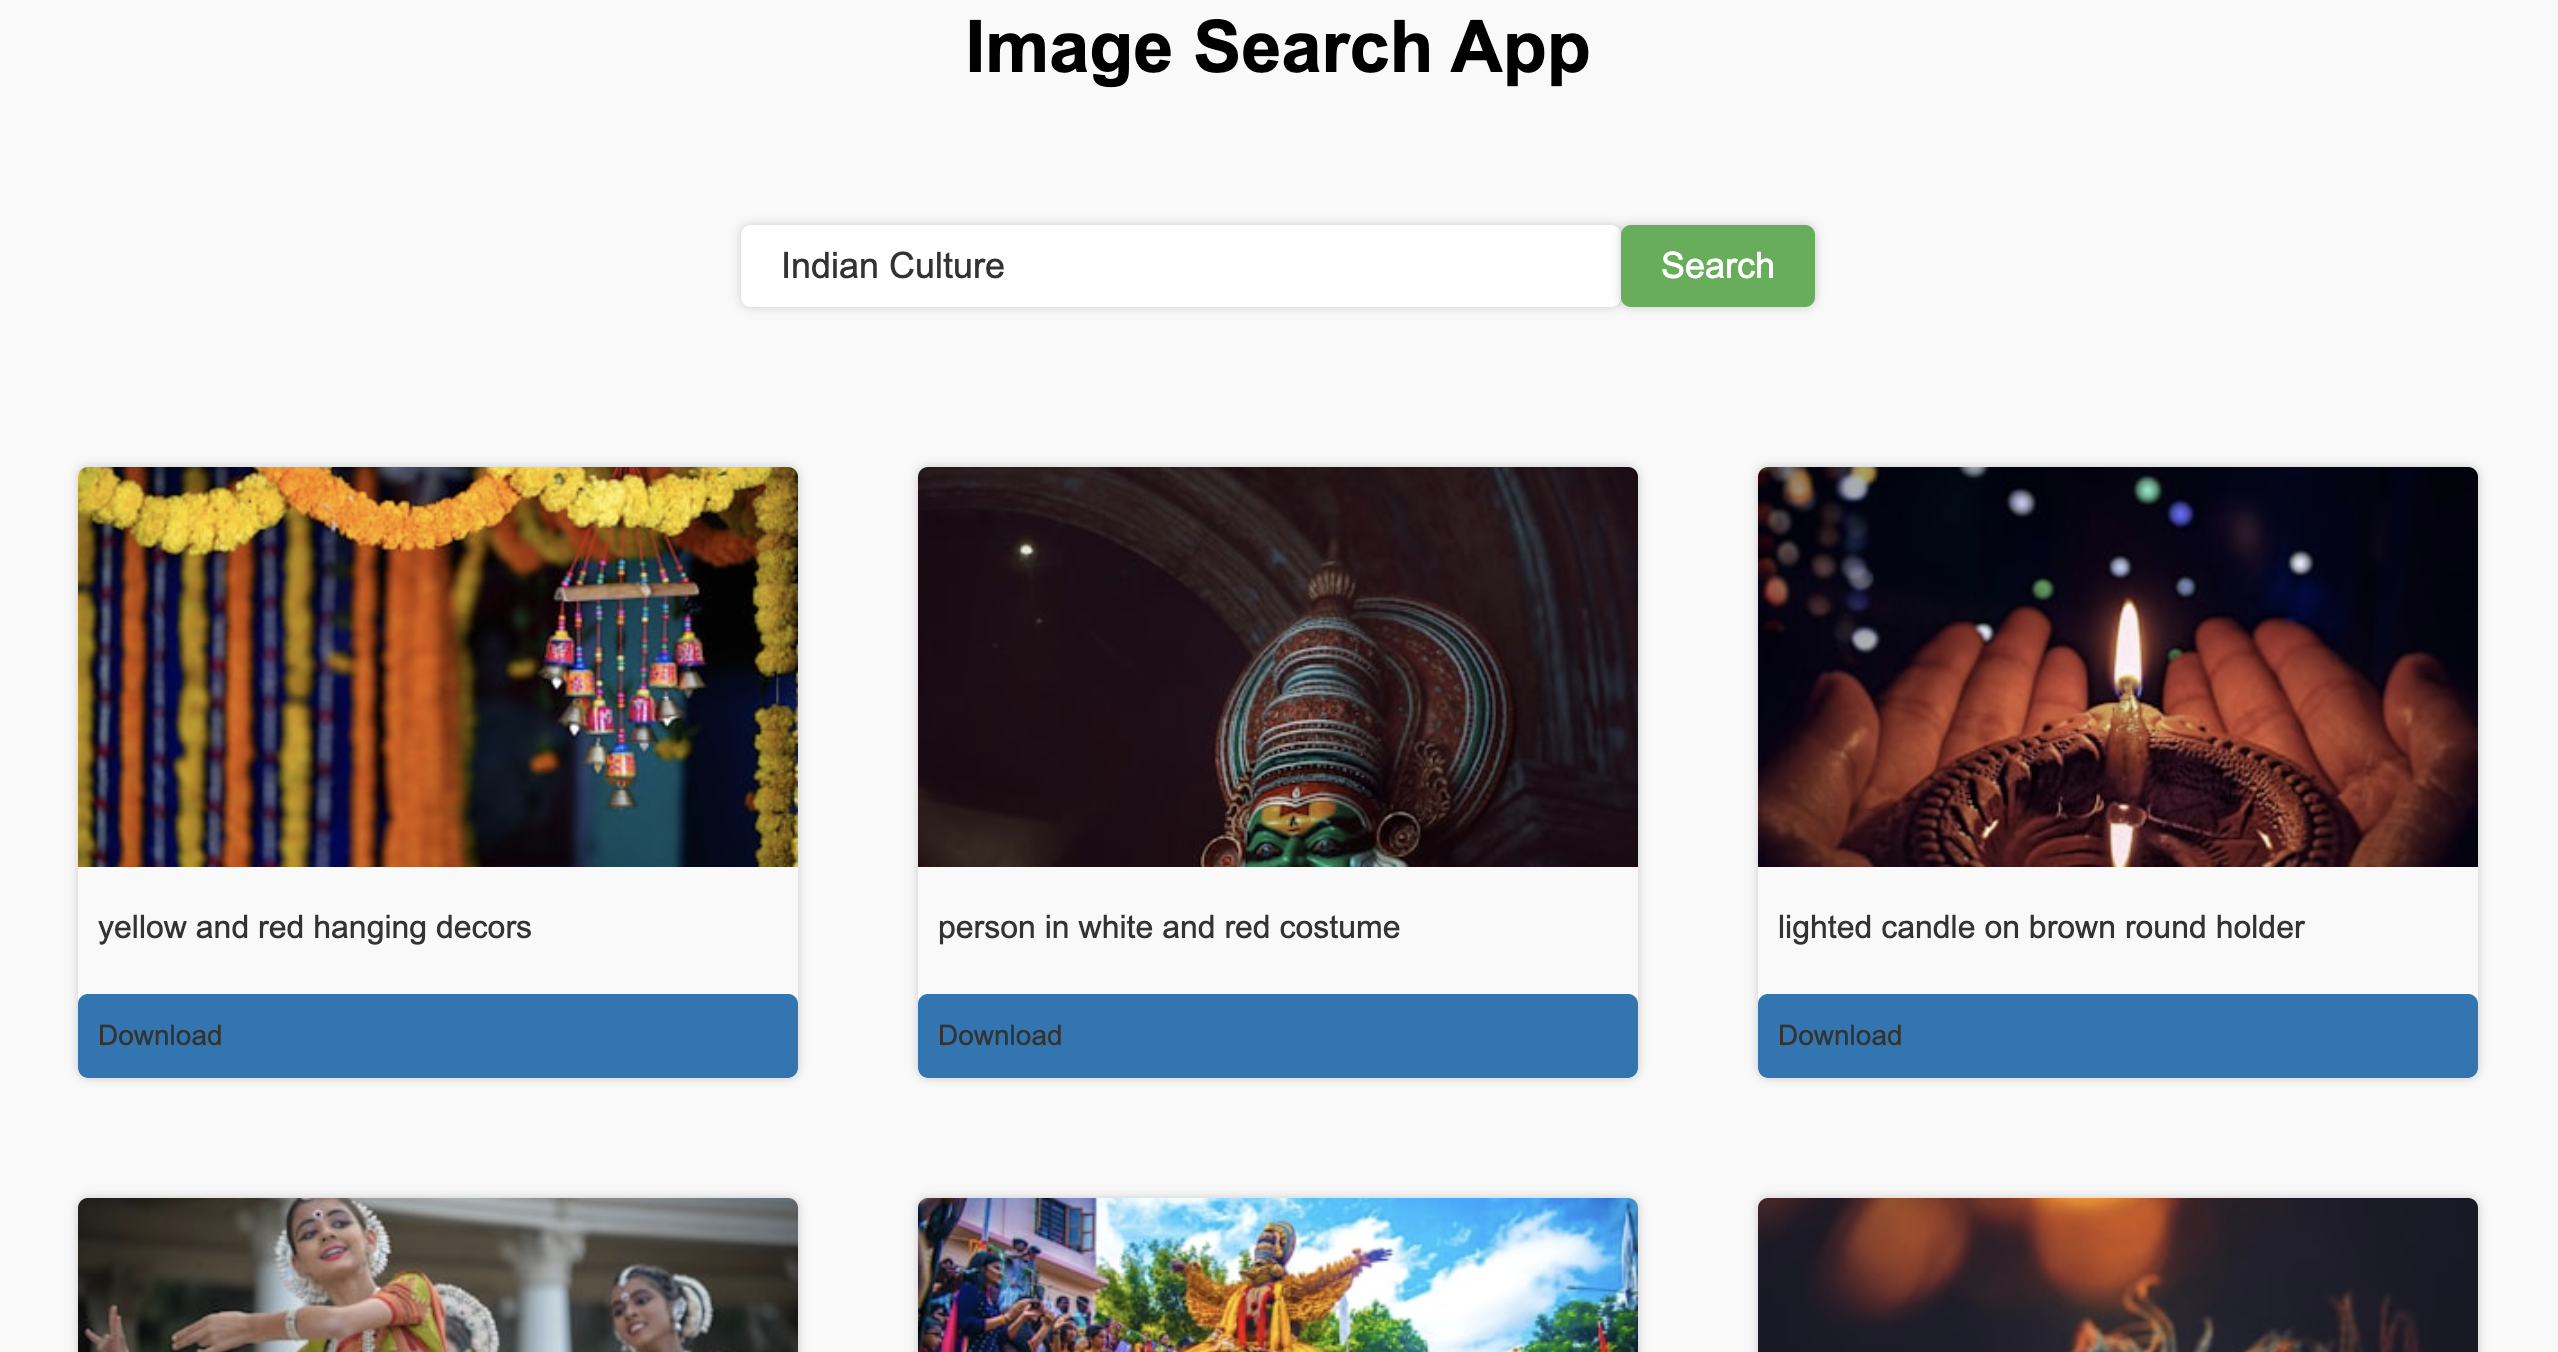 Image Search App
Indian Culture
Search
yellow and red hanging decors
person in white and red costume
lighted candle on brown round holder
Download
Download
Download